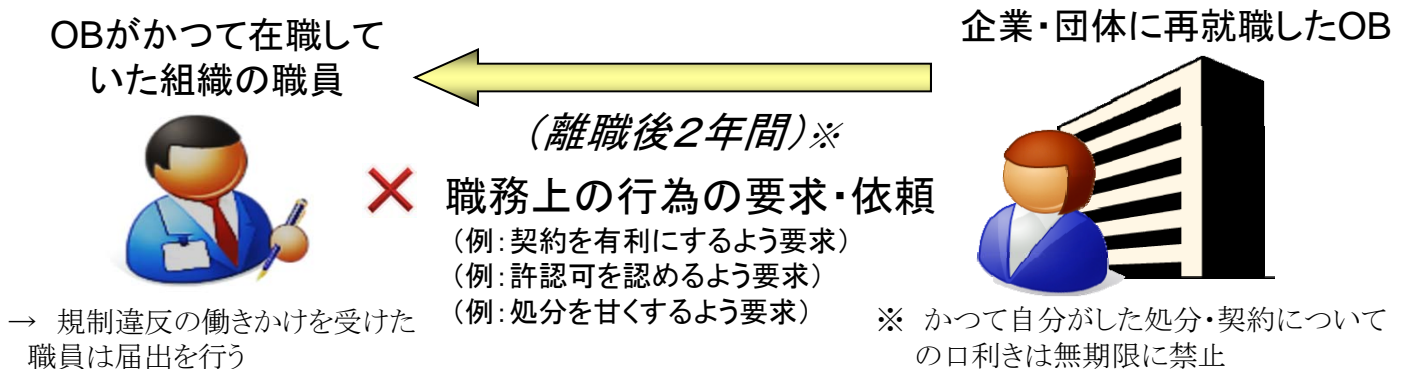 OBがかつて在職して
いた組織の職員
企業・団体に再就職したOB
(離職後2年間)※
職務上の行為の要求・依頼
(例:契約を有利にするよう要求)
(例:許認可を認めるよう要求)
(例:処分を甘くするよう要求)
→ 規制違反の働きかけを受けた
職員は届出を行う
※ かつて自分がした処分・契約について
の口利きは無期限に禁止